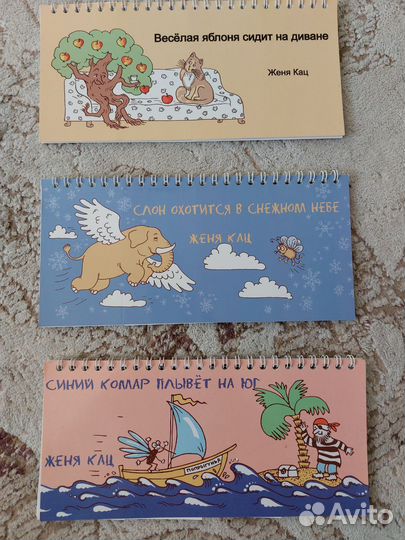 Весёлая яблоня сидит на диване
Женя Кац
СЛОН ОХОТИТСЯ В СНЕЖНОМ НЕБЕ
ЖЕНЯ КАЦ
СИНИЙ КОМАР ПЛЫВЁТ НА ЮГ
ЖЕНЯ КАЦ
Avito